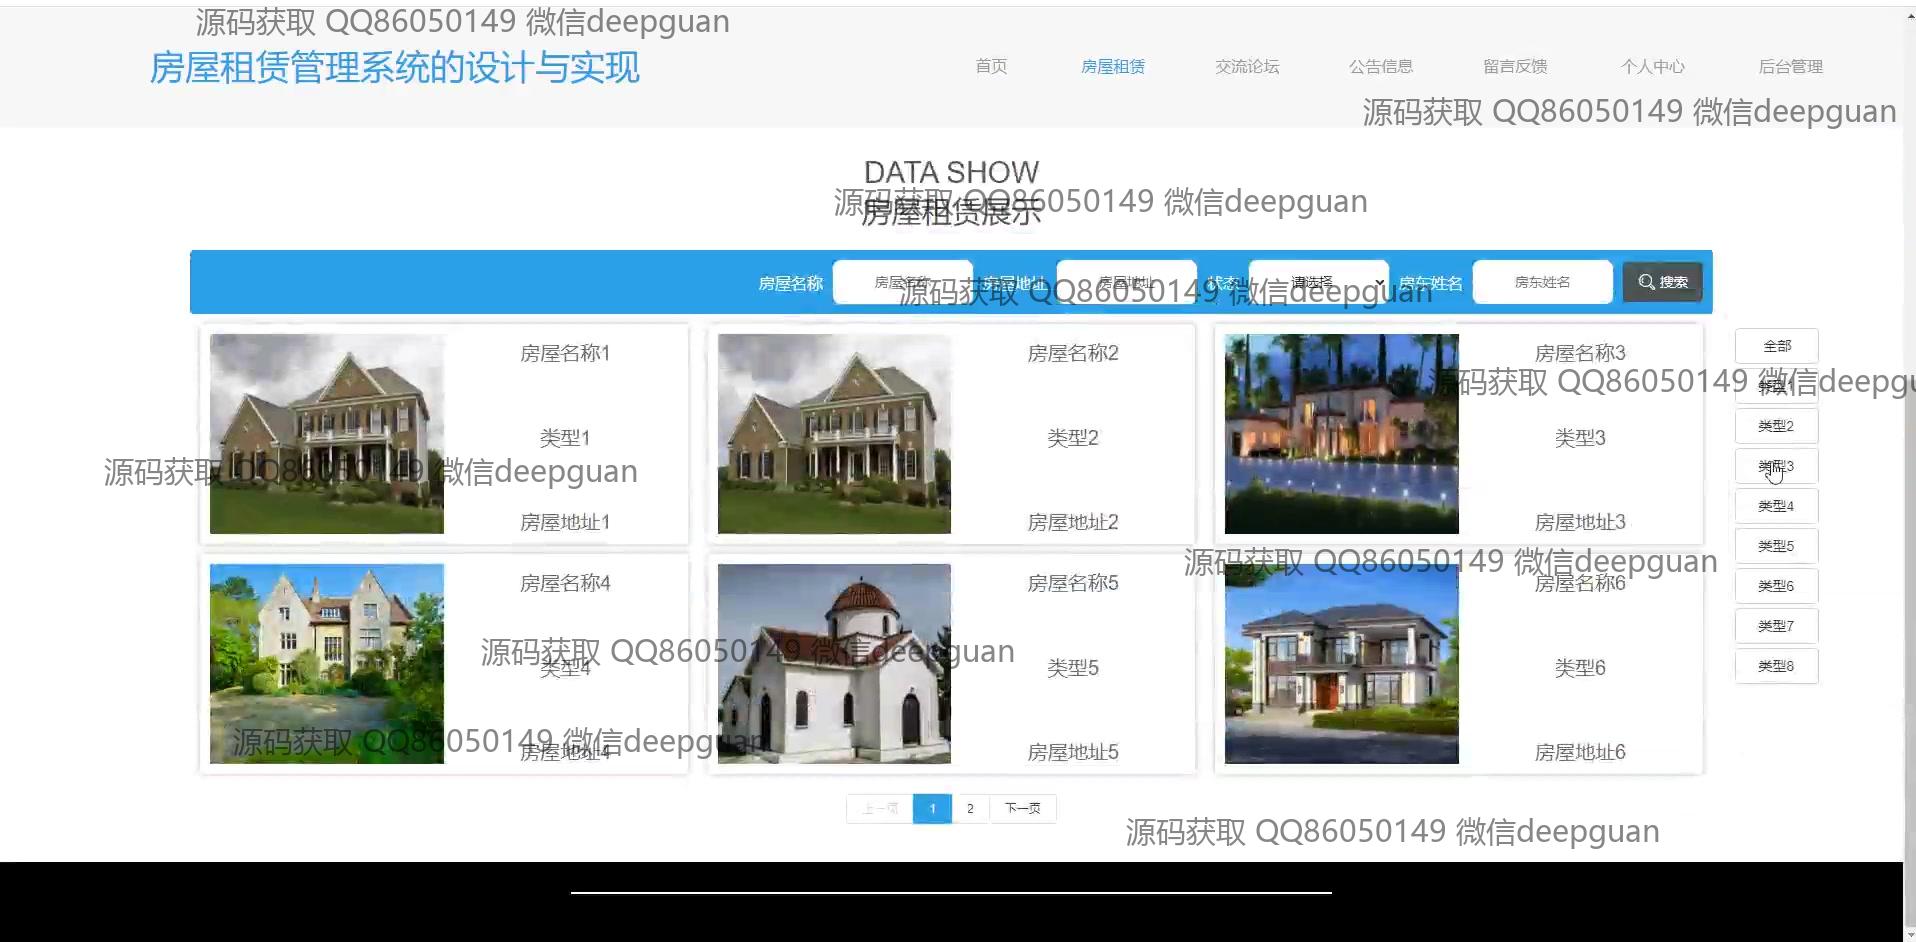 源码获取 QQ86050149 微信deepguan
房屋租赁管理系统的设计与实现
首页 房屋租赁 交流论坛 公告信息 留言反馈 个人中心 后台管理
源码获取 QQ86050149 微信deepguan
DATA SHOW
源码获取 QQ86050149 微信deepguan
房屋租赁展示
房屋名称 房屋名称 房屋地址 房屋地址 状态 请选择 房东姓名 房东姓名 搜索
源码获取 QQ86050149 微信deepguan
房屋名称1 房屋名称2 房屋名称3 全部
源码获取 QQ86050149 微信deepgu
类型1
类型2
类型1 类型2 类型3
类型3
源码获取 QQ86050149 微信deepguan
类型4
房屋地址1 房屋地址2 房屋地址3
类型5
源码获取 QQ86050149 微信deepguan
房屋名称4 房屋名称5 房屋名称6 类型6
类型7
源码获取 QQ86050149 微信deepguan
类型4 类型5 类型6 类型8
源码获取 QQ86050149 微信deepguan
房屋地址4 房屋地址5 房屋地址6
上一页 1 2 下一页
源码获取 QQ86050149 微信deepguan